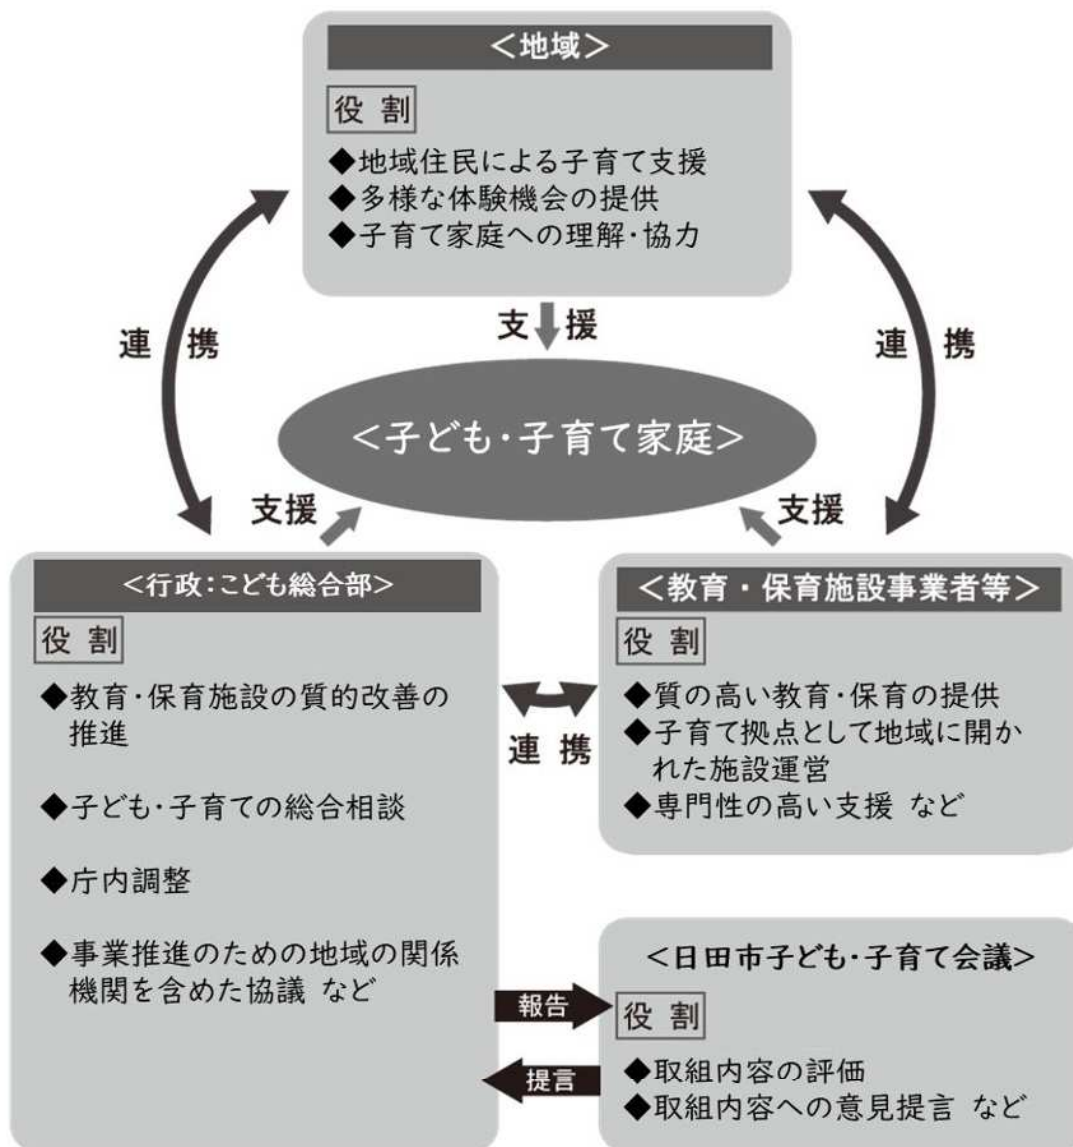 ＜地域＞
役 割
◆地域住民による子育て支援
◆多様な体験機会の提供
◆子育て家庭への理解・協力
連 携
支 援
連 携
＜子ども・子育て家庭＞
支援
支援
＜行政：こども総合部＞
役 割
◆教育・保育施設の質的改善の
推進
◆子ども・子育ての総合相談
◆庁内調整
◆事業推進のための地域の関係
機関を含めた協議 など
連 携
＜教育・保育施設事業者等＞
役 割
◆質の高い教育・保育の提供
◆子育て拠点として地域に開か
れた施設運営
◆専門性の高い支援 など
報告
提言
＜日田市子ども・子育て会議＞
役 割
◆取組内容の評価
◆取組内容への意見提言 など